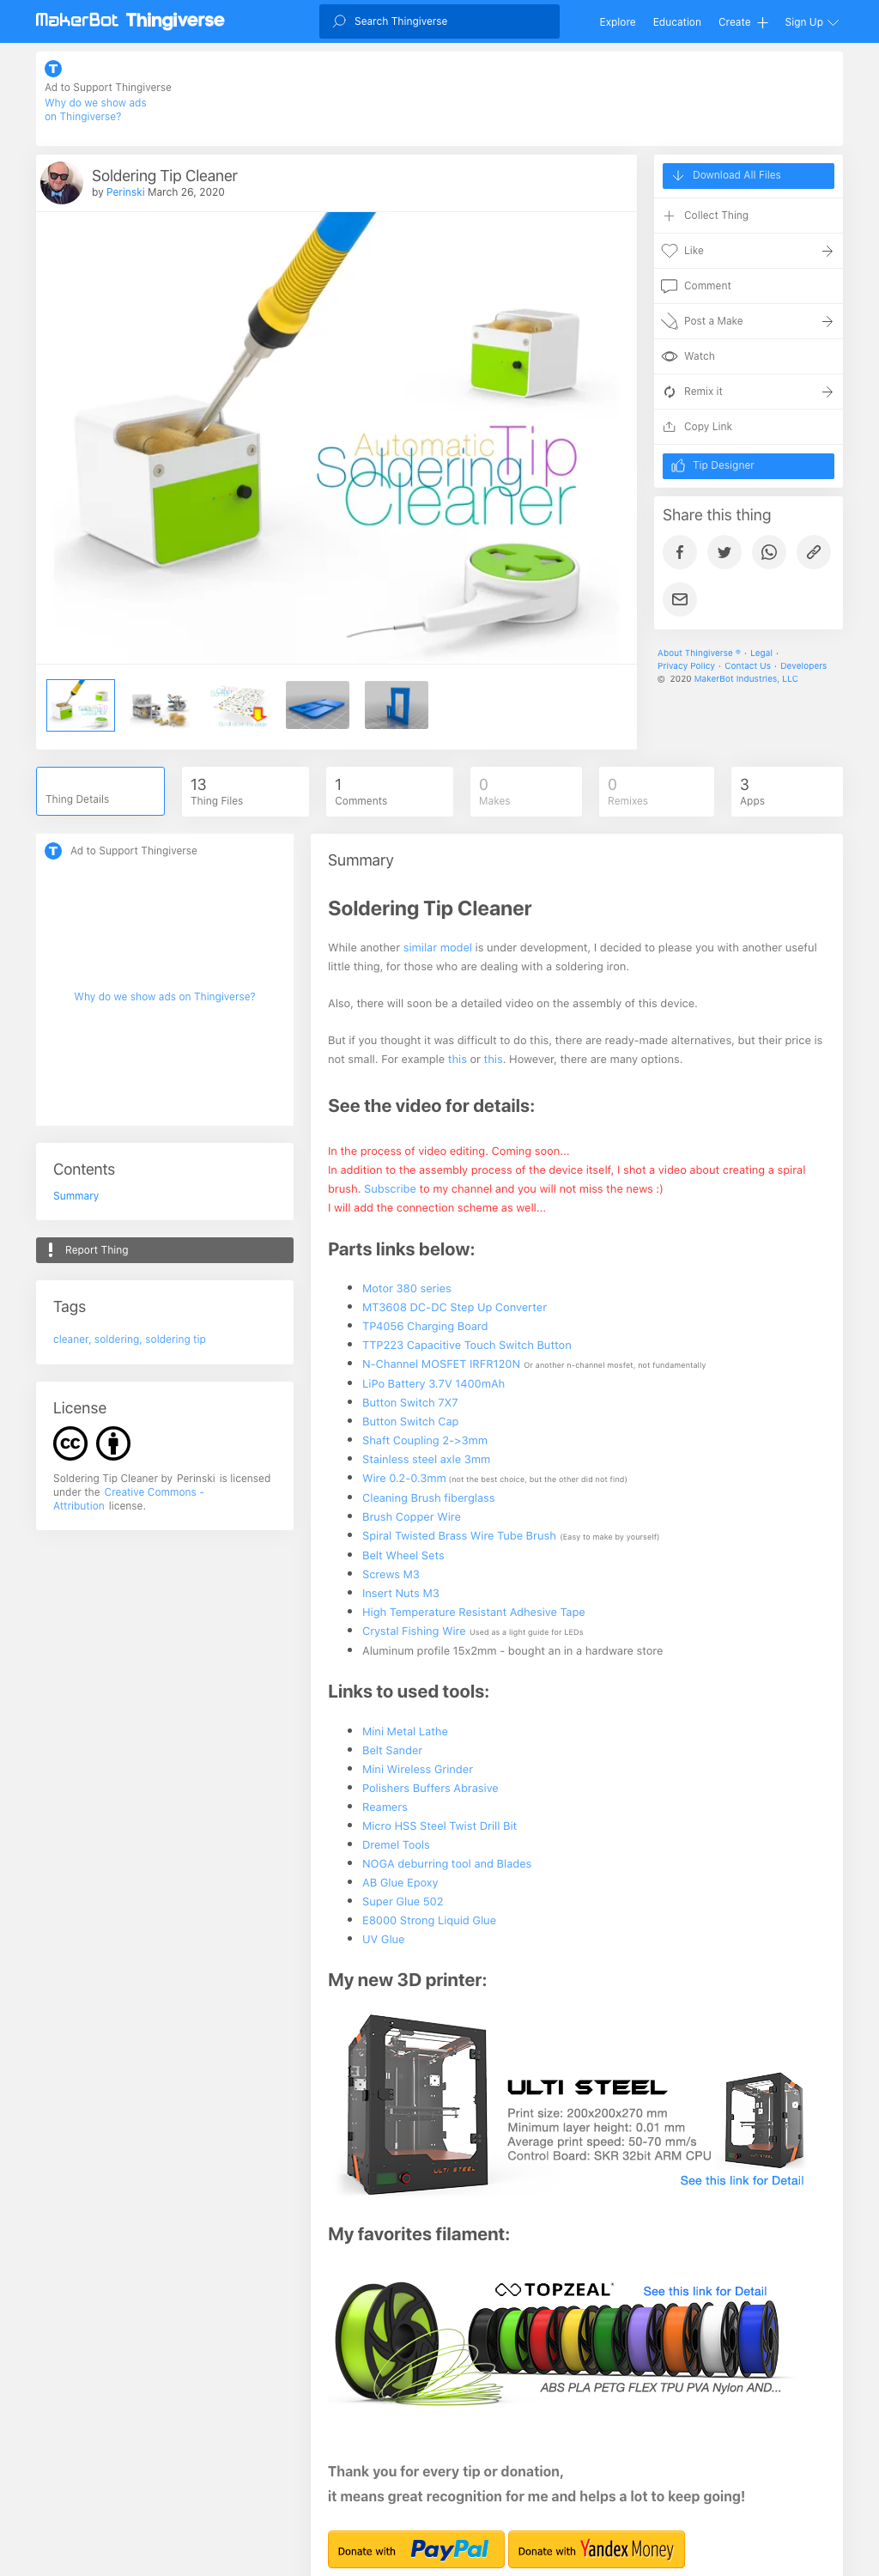 MakerBot Thingiverse
Search Thingiverse
Explore
Education
Create
Sign Up
Ad to Support Thingiverse
Why do we show ads
on Thingiverse?
Soldering Tip Cleaner
by Perinski March 26, 2020
Automatic Tip
Soldering
Cleaner
Download All Files
Collect Thing
Like
Comment
Post a Make
Watch
Remix it
Copy Link
Tip Designer
Share this thing
About Thingiverse ® · Legal ·
Privacy Policy · Contact Us · Developers
© 2020 MakerBot Industries, LLC
Thing Details
13
Thing Files
1
Comments
0
Makes
0
Remixes
3
Apps
Ad to Support Thingiverse
Why do we show ads on Thingiverse?
Contents
Summary
Report Thing
Tags
cleaner, soldering, soldering tip
License
Soldering Tip Cleaner by Perinski is licensed
under the Creative Commons -
Attribution license.
Summary
Soldering Tip Cleaner
While another similar model is under development, I decided to please you with another useful
little thing, for those who are dealing with a soldering iron.
Also, there will soon be a detailed video on the assembly of this device.
But if you thought it was difficult to do this, there are ready-made alternatives, but their price is
not small. For example this or this. However, there are many options.
See the video for details:
In the process of video editing. Coming soon...
In addition to the assembly process of the device itself, I shot a video about creating a spiral
brush. Subscribe to my channel and you will not miss the news :)
I will add the connection scheme as well...
Parts links below:
• Motor 380 series
• MT3608 DC-DC Step Up Converter
• TP4056 Charging Board
• TTP223 Capacitive Touch Switch Button
• N-Channel MOSFET IRFR120N Or another n-channel mosfet, not fundamentally
• LiPo Battery 3.7V 1400mAh
• Button Switch 7X7
• Button Switch Cap
• Shaft Coupling 2->3mm
• Stainless steel axle 3mm
• Wire 0.2-0.3mm (not the best choice, but the other did not find)
• Cleaning Brush fiberglass
• Brush Copper Wire
• Spiral Twisted Brass Wire Tube Brush (Easy to make by yourself)
• Belt Wheel Sets
• Screws M3
• Insert Nuts M3
• High Temperature Resistant Adhesive Tape
• Crystal Fishing Wire Used as a light guide for LEDs
• Aluminum profile 15x2mm - bought an in a hardware store
Links to used tools:
• Mini Metal Lathe
• Belt Sander
• Mini Wireless Grinder
• Polishers Buffers Abrasive
• Reamers
• Micro HSS Steel Twist Drill Bit
• Dremel Tools
• NOGA deburring tool and Blades
• AB Glue Epoxy
• Super Glue 502
• E8000 Strong Liquid Glue
• UV Glue
My new 3D printer:
ULTI STEEL
ULTI STEEL
Print size: 200x200x270 mm
Minimum layer height: 0.01 mm
Average print speed: 50-70 mm/s
Control Board: SKR 32bit ARM CPU
See this link for Detail
My favorites filament:
TOPZEAL
See this link for Detail
ABS PLA PETG FLEX TPU PVA Nylon AND...
Thank you for every tip or donation,
it means great recognition for me and helps a lot to keep going!
Donate with PayPal
Donate with Yandex Money